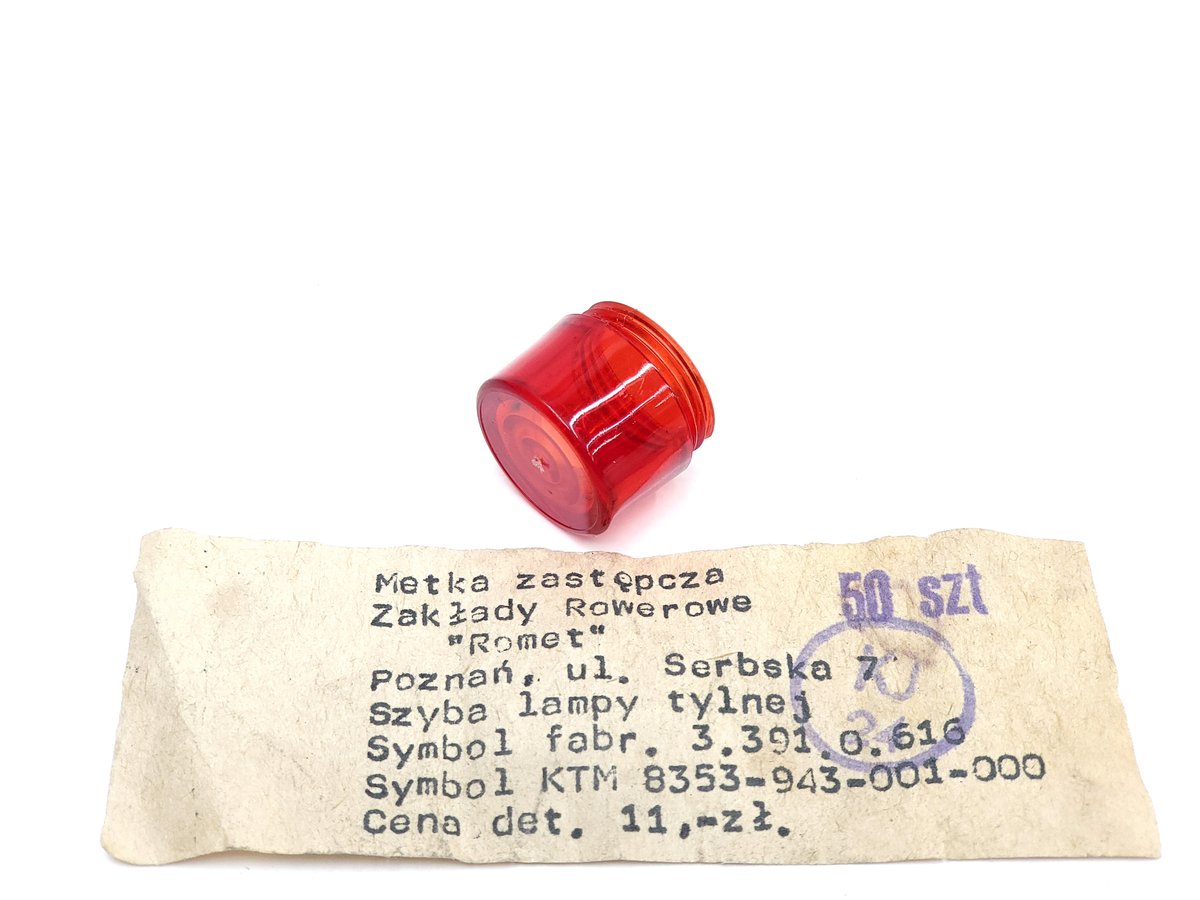 Metka zastępcza
50 szt
Zakłady Rowerowe
"Romet"
Poznań, ul. Serbska 7
Szyba lampy tylnej
Symbol fabr. 3.391.0.616
Symbol KTM 8353-943-001-000
Cena det. 11,-zł.